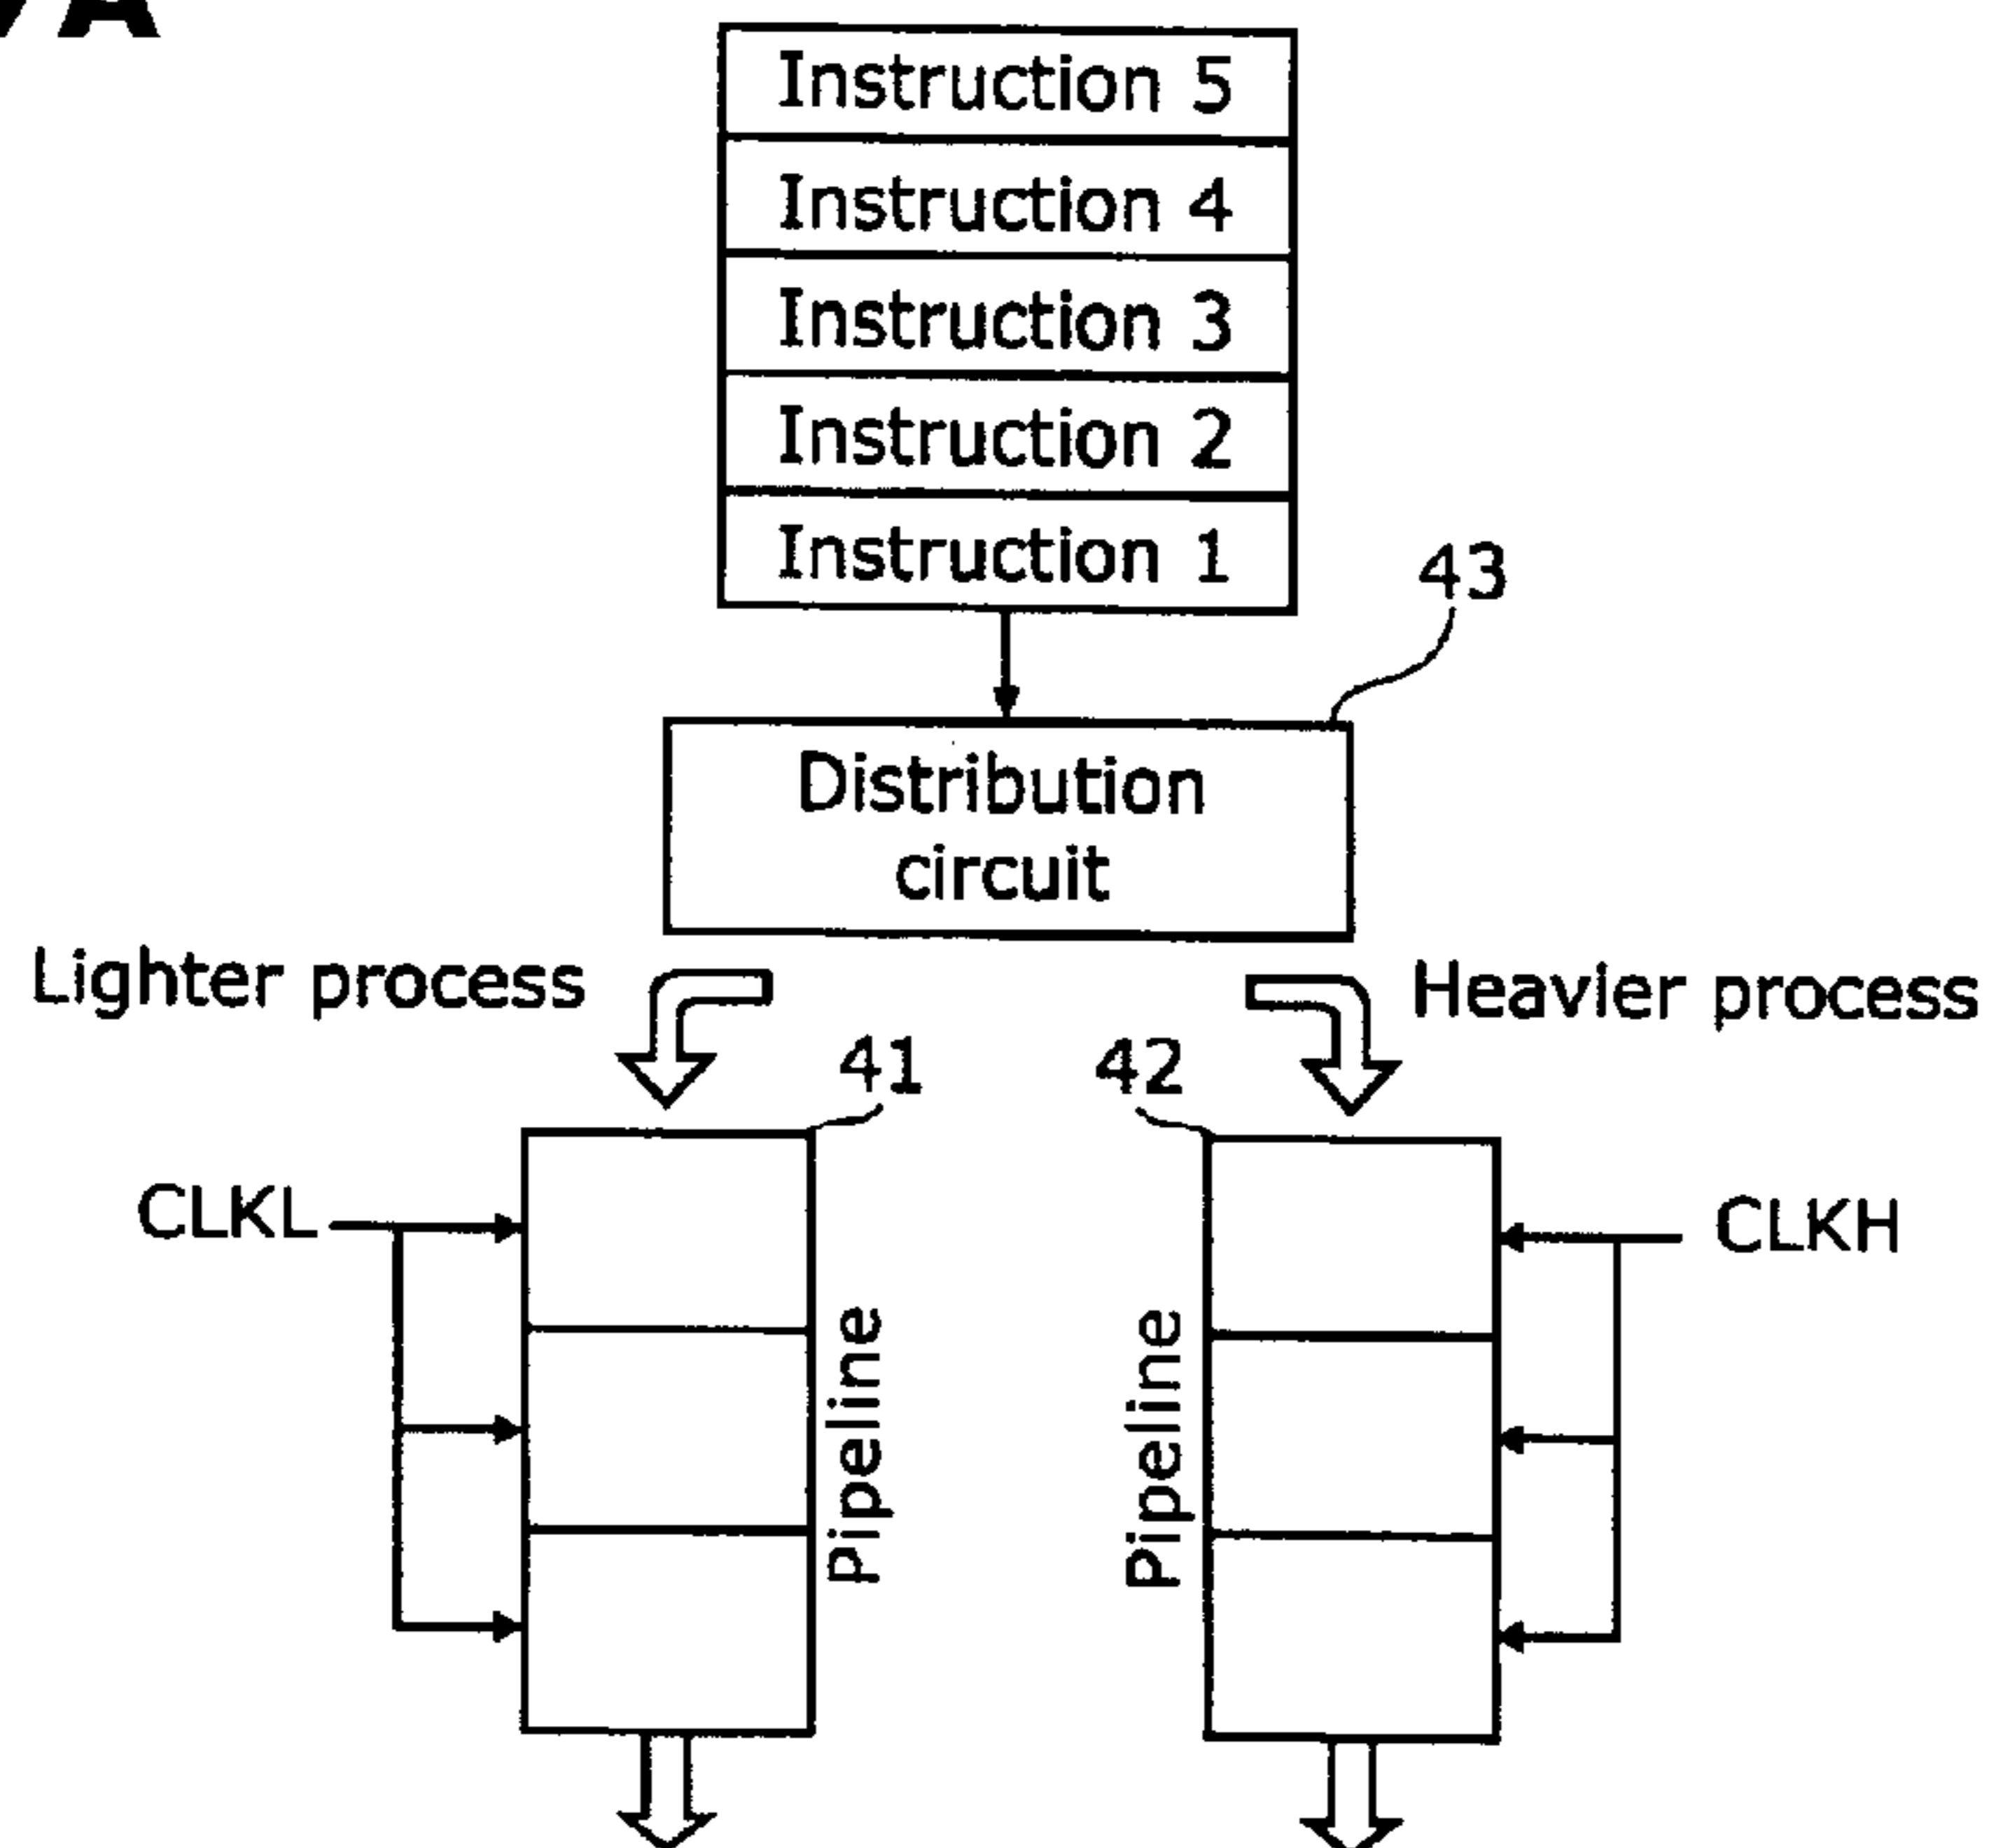 Instruction 5
Instruction 4
Instruction 3
Instruction 2
Instruction 1
43
Distribution
circuit
Lighter process
Heavier process
41
42
CLKL
CLKH
Pipeline
Pipeline